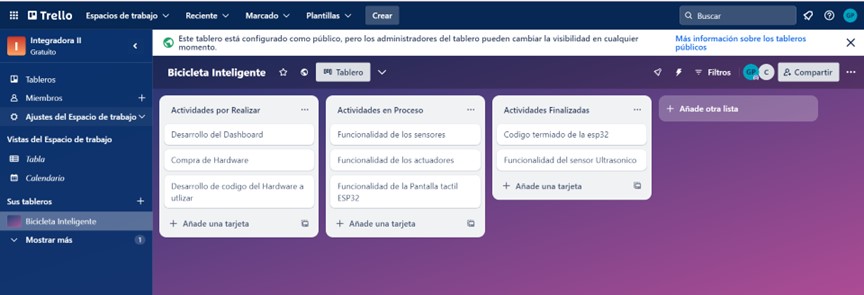 Trello
Espacios de trabajo
Reciente
Marcado
Plantillas
Crear
Buscar
GP
I
Integradora II
Gratuito
Este tablero está configurado como público, pero los administradores del tablero pueden cambiar la visibilidad en cualquier
momento.
Más información sobre los tableros
públicos
Tableros
Miembros
Ajustes del Espacio de trabajo
Vistas del Espacio de trabajo
Tabla
Calendario
Sus tableros
Bicicleta Inteligente
Mostrar más
1
Bicicleta Inteligente
Tablero
Filtros
GP
C
Compartir
Actividades por Realizar
Desarrollo del Dashboard
Compra de Hardware
Desarrollo de codigo del Hardware a
utlizar
Añade una tarjeta
Actividades en Proceso
Funcionalidad de los sensores
Funcionalidad de los actuadores
Funcionalidad de la Pantalla tactil
ESP32
Añade una tarjeta
Actividades Finalizadas
Codigo termiado de la esp32
Funcionalidad del sensor Ultrasonico
Añade una tarjeta
Añade otra lista